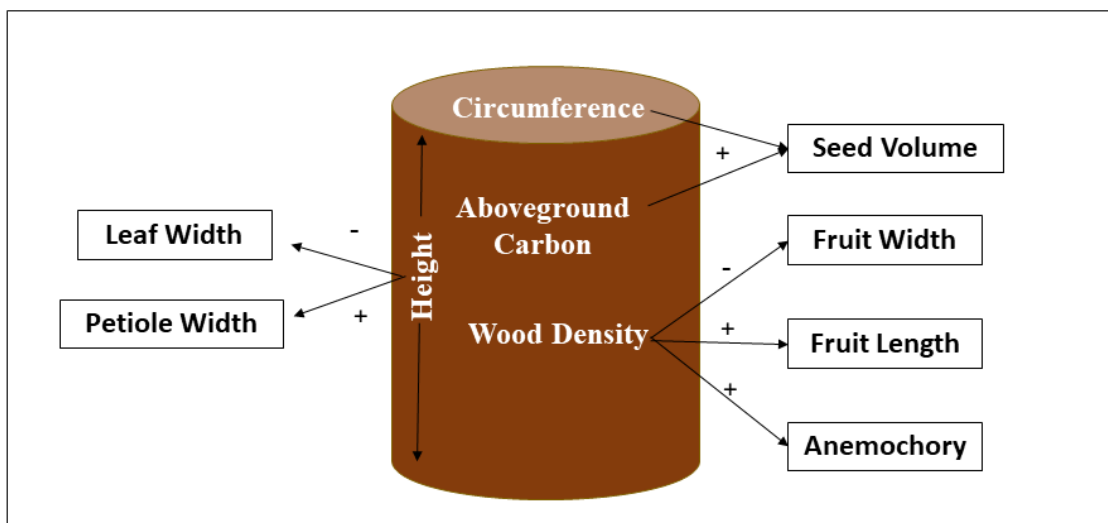 Circumference
+
Seed Volume
Aboveground
Carbon
Leaf Width
-
Height
Petiole Width
+
-
Fruit Width
Wood Density
+
Fruit Length
+
Anemochory